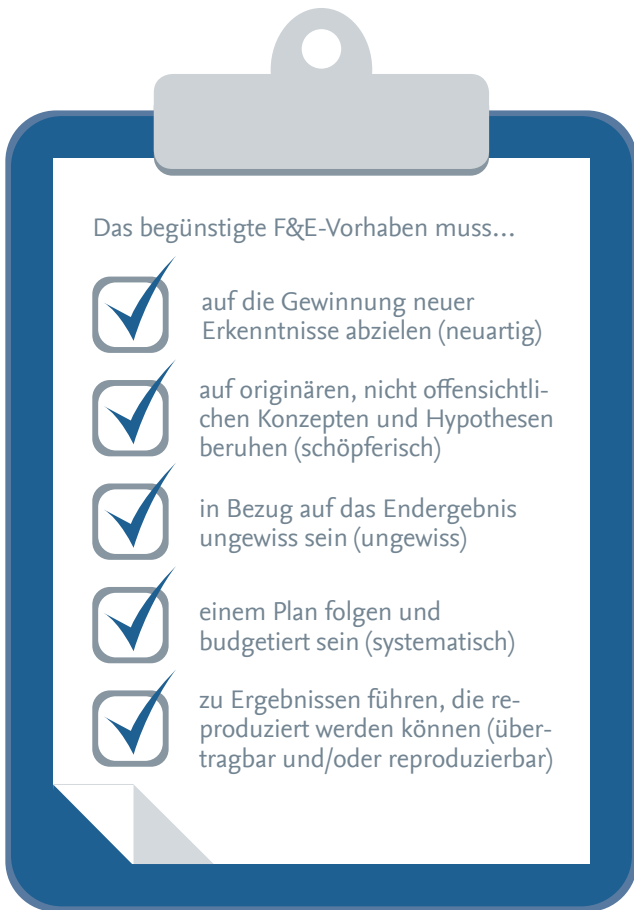 Das begünstigte F&E-Vorhaben muss...
auf die Gewinnung neuer
Erkenntnisse abzielen (neuartig)
auf originären, nicht offensichtli-
chen Konzepten und Hypothesen
beruhen (schöpferisch)
in Bezug auf das Endergebnis
ungewiss sein (ungewiss)
einem Plan folgen und
budgetiert sein (systematisch)
zu Ergebnissen führen, die re-
produziert werden können (über-
tragbar und/oder reproduzierbar)